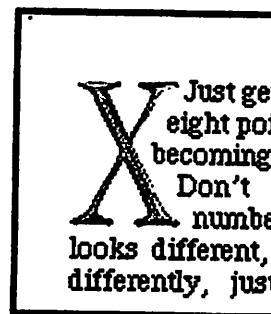 X Just ge
eight poi
becoming
Don't
numbe
looks different,
differently, just